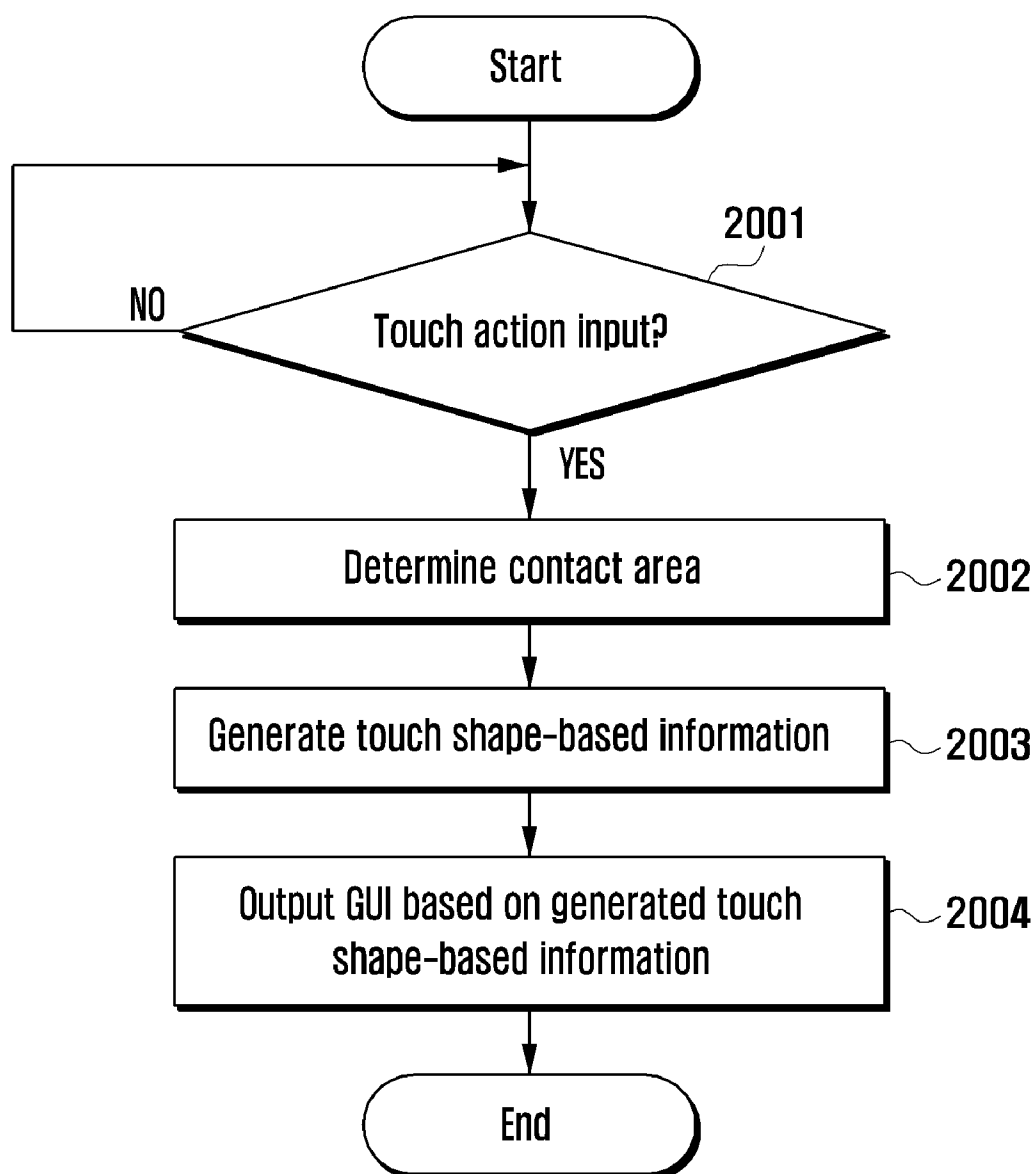 Start
2001
NO
Touch action input?
YES
Determine contact area
2002
Generate touch shape-based information
2003
Output GUI based on generated touch
shape-based information
2004
End